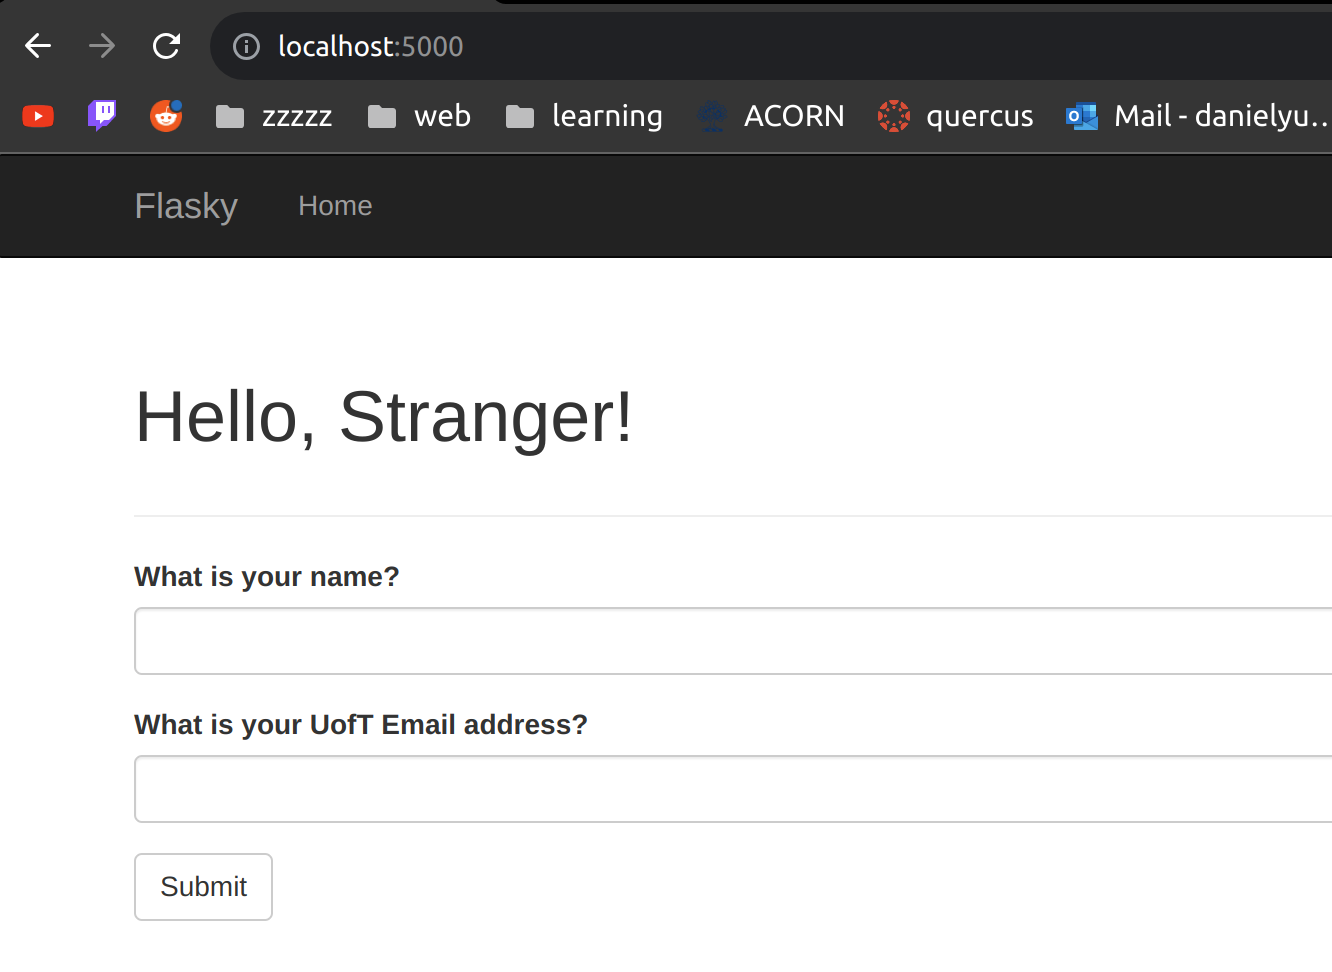 localhost:5000
zzzzz web learning ACORN quercus Mail - danielyu...
Flasky Home
Hello, Stranger!
What is your name?
What is your UofT Email address?
Submit